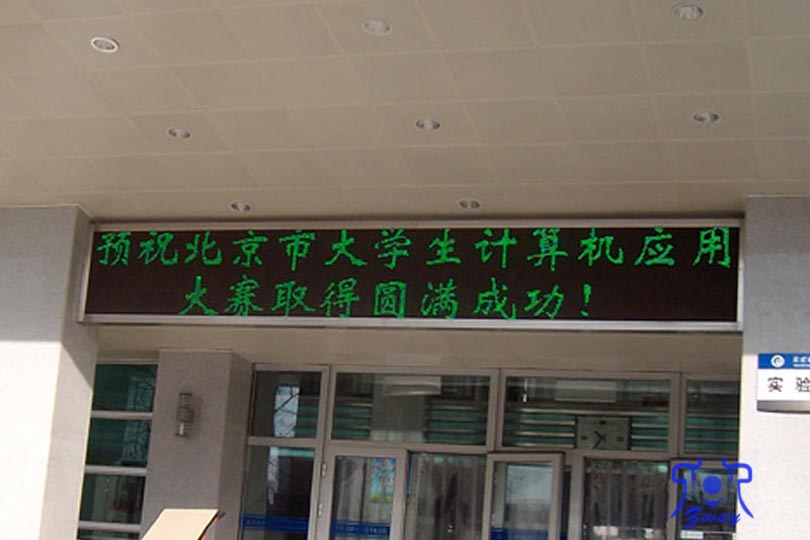 预祝北京市大学生计算机应用
大赛取得圆满成功！
实验
Zwsy